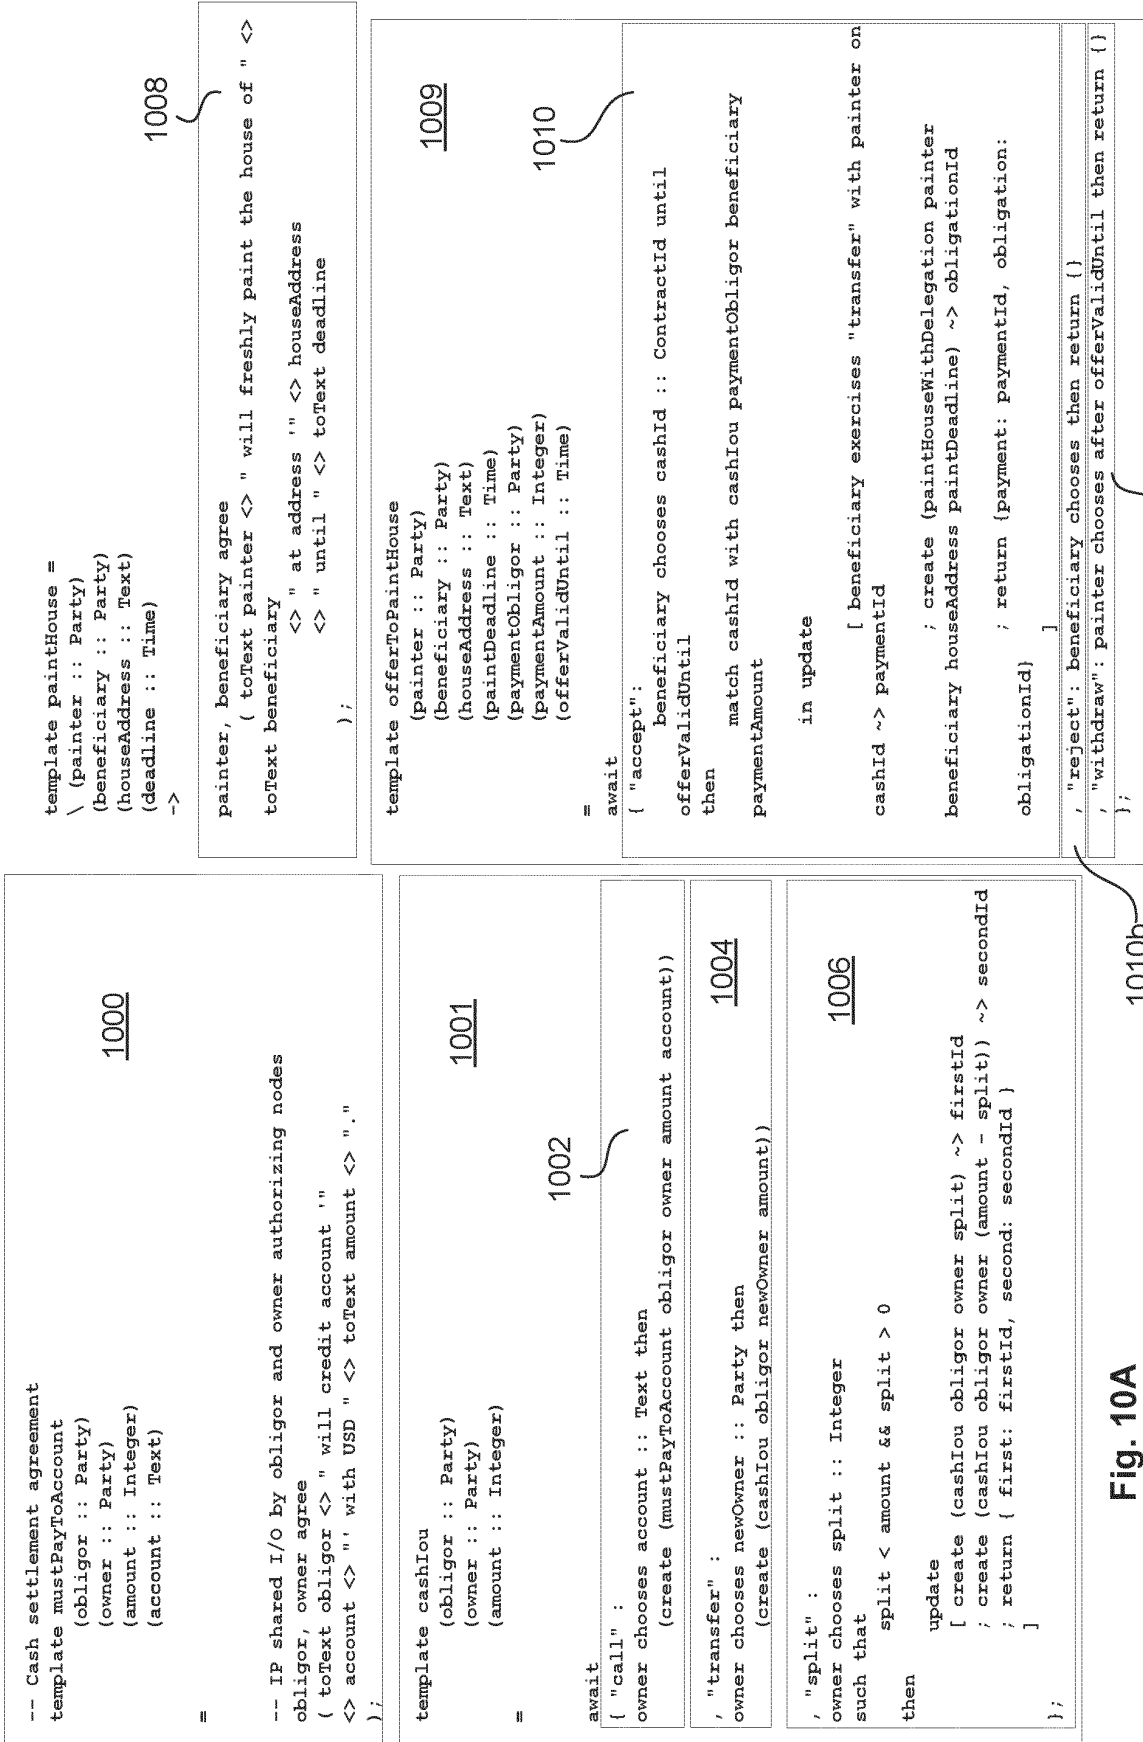 -- Cash settlement agreement
template mustPayToAccount
(obligor :: Party)
(owner :: Party)
(amount :: Integer)
(account :: Text)
=
1000
-- IP shared I/O by obligor and owner authorizing nodes
obligor, owner agree
( toText obligor <> " will credit account '"
<> account <> "' with USD " <> toText amount <> "."
);
template cashIou
(obligor :: Party)
(owner :: Party)
(amount :: Integer)
1001
=
await
1002
{ "call" :
owner chooses account :: Text then
(create (mustPayToAccount obligor owner amount account))
, "transfer" :
owner chooses newOwner :: Party then
(create (cashIou obligor newOwner amount))
1004
, "split" :
owner chooses split :: Integer
such that
split < amount && split > 0
then
1006
update
[ create (cashIou obligor owner split) ~> firstId
; create (cashIou obligor owner (amount - split)) ~> secondId
; return { first: firstId, second: secondId }
]
};
Fig. 10A
template paintHouse =
\ (painter :: Party)
(beneficiary :: Party)
(houseAddress :: Text)
(deadline :: Time)
->
1008
painter, beneficiary agree
( toText painter <> " will freshly paint the house of " <>
toText beneficiary
<> " at address '" <> houseAddress
<> " until " <> toText deadline
);
template offerToPaintHouse
(painter :: Party)
(beneficiary :: Party)
(houseAddress :: Text)
(paintDeadline :: Time)
(paymentObligor :: Party)
(paymentAmount :: Integer)
(offerValidUntil :: Time)
1009
=
await
1010
{ "accept":
beneficiary chooses cashId :: ContractId until
offerValidUntil
then
match cashId with cashIou paymentObligor beneficiary
paymentAmount
in update
[ beneficiary exercises "transfer" with painter on
cashId ~> paymentId
; create (paintHouseWithDelegation painter
beneficiary houseAddress paintDeadline) ~> obligationId
; return {payment: paymentId, obligation:
obligationId}
]
, "reject": beneficiary chooses then return {}
, "withdraw": painter chooses after offerValidUntil then return {}
};
1010b